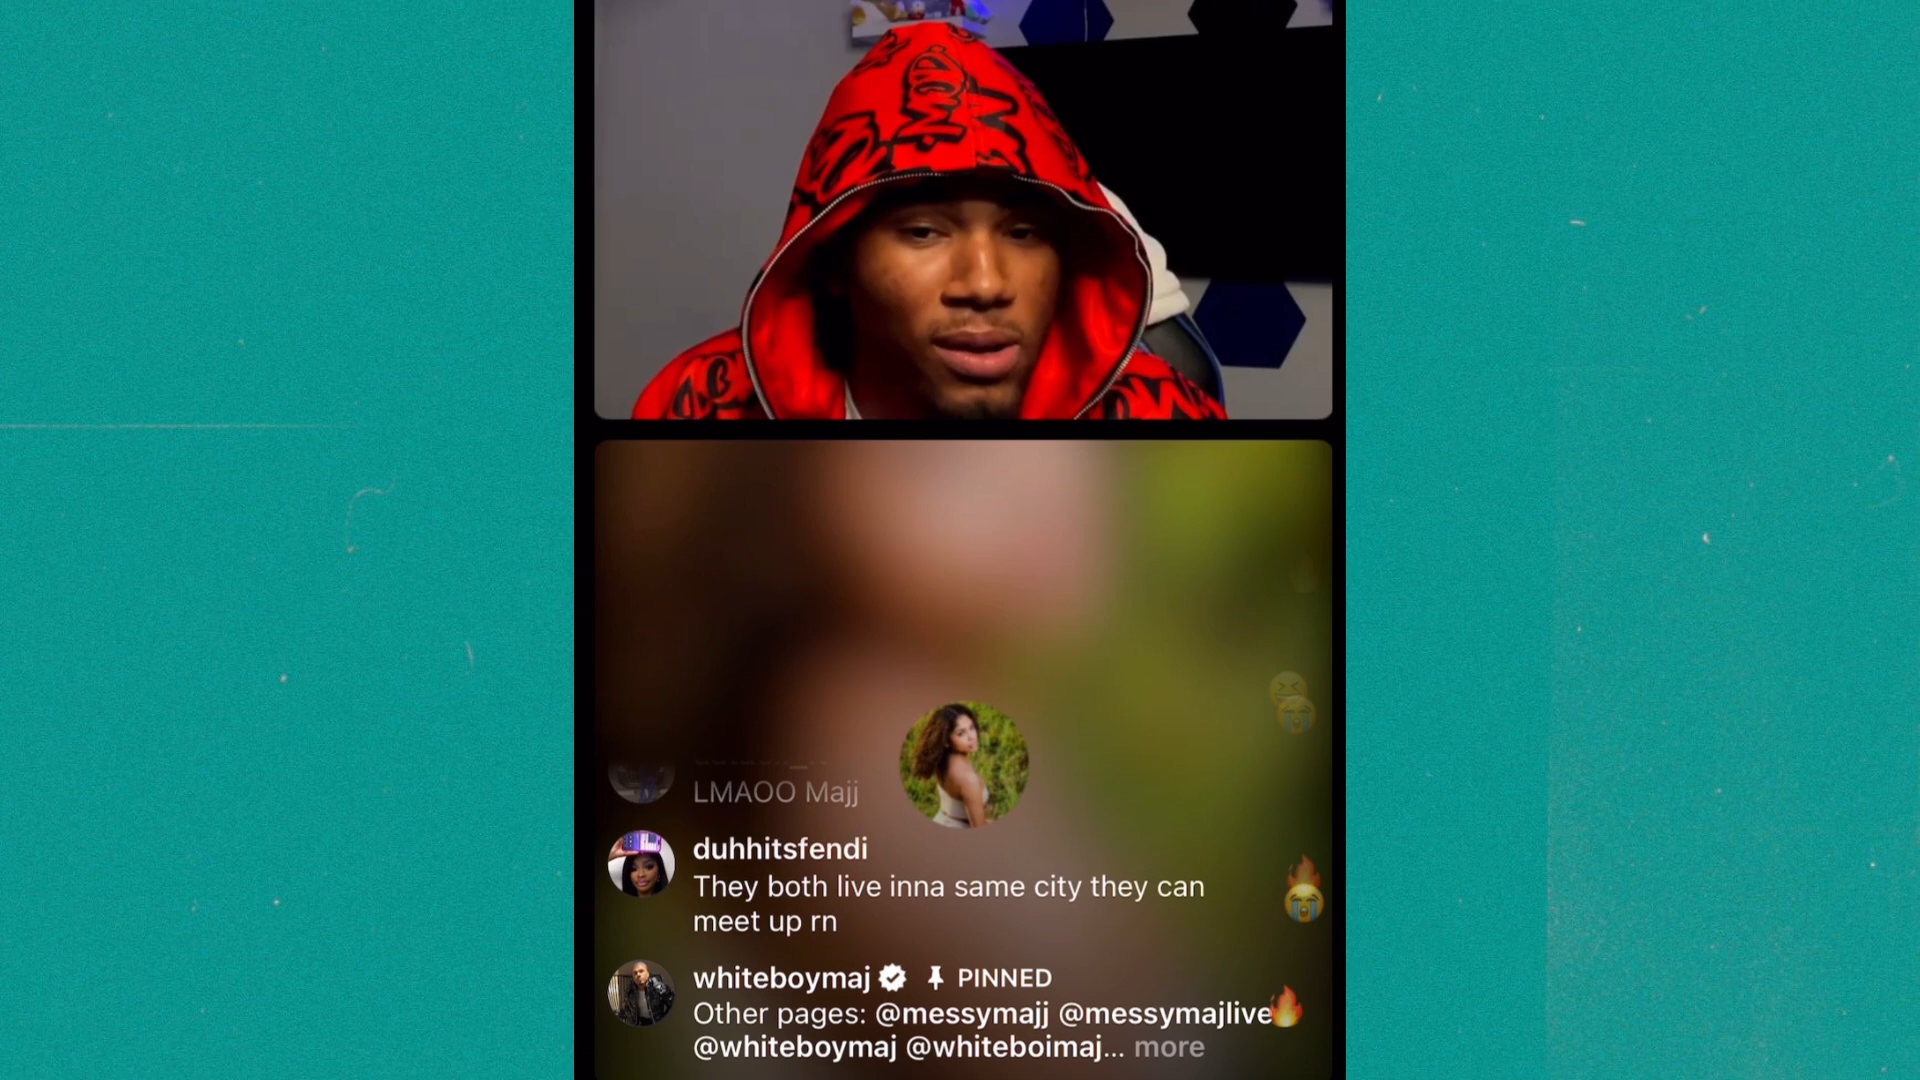 LMAOO Majj
duhhitsfendi
They both live inna same city they can
meet up rn
whiteboymaj PINNED
Other pages: @messymajj @messymajlive
@whiteboymaj @whiteboimaj... more